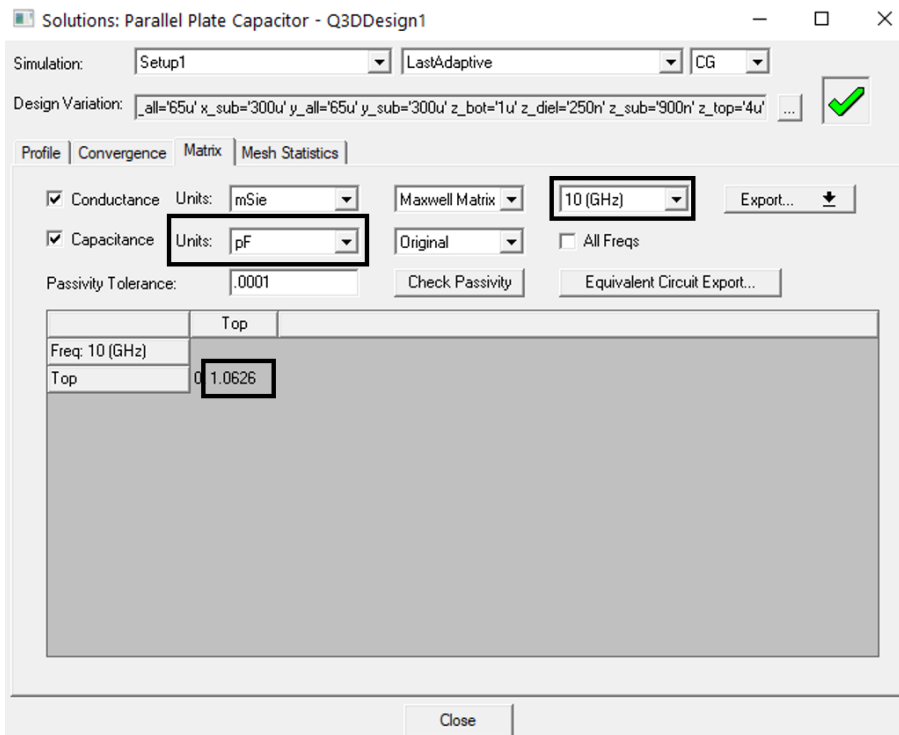 Solutions: Parallel Plate Capacitor - Q3DDesign1
Simulation: Setup1 LastAdaptive CG
Design Variation: _all='65u' x_sub='300u' y_all='65u' y_sub='300u' z_bot='1u' z_diel='250n' z_sub='900n' z_top='4u' ...
Profile Convergence Matrix Mesh Statistics
Conductance Units: mSie Maxwell Matrix 10 (GHz) Export...
Capacitance Units: pF Original All Freqs
Passivity Tolerance: .0001 Check Passivity Equivalent Circuit Export...
Top
Freq: 10 (GHz)
Top 0, 1.0626
Close